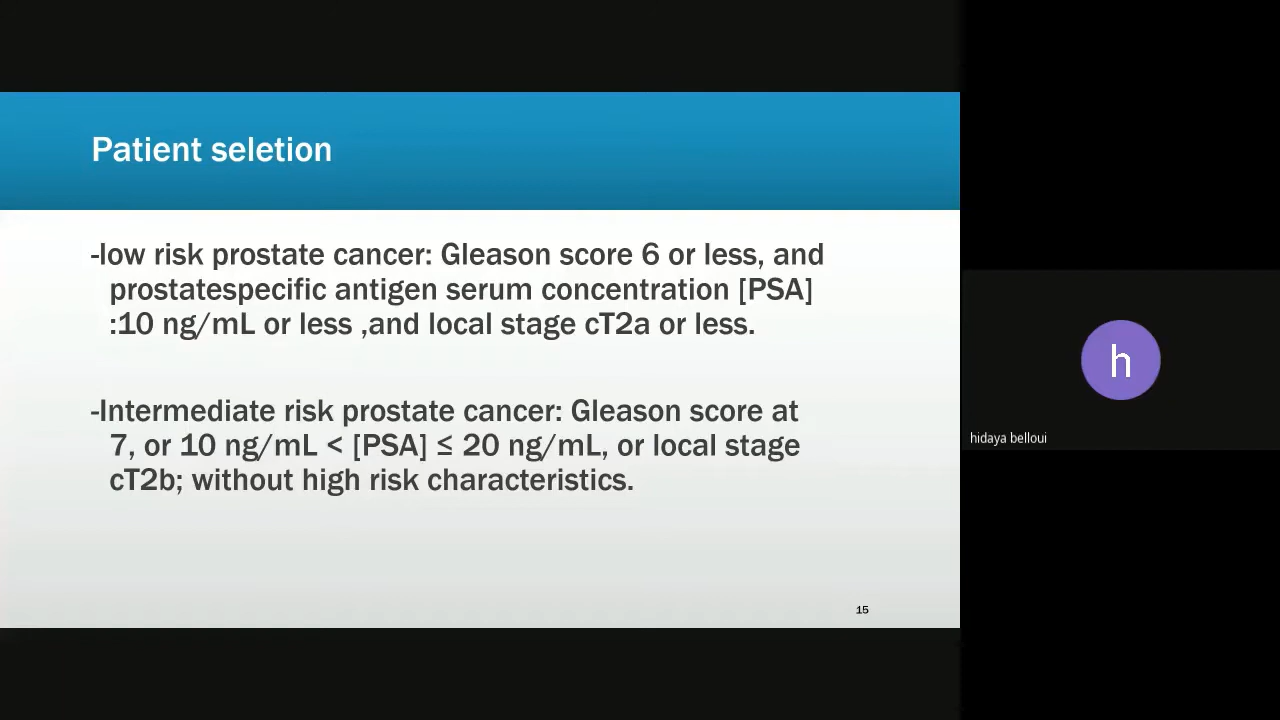 Patient seletion
-low risk prostate cancer: Gleason score 6 or less, and
prostatespecific antigen serum concentration [PSA]
:10 ng/mL or less ,and local stage cT2a or less.
-Intermediate risk prostate cancer: Gleason score at
7, or 10 ng/mL < [PSA] ≤ 20 ng/mL, or local stage
cT2b; without high risk characteristics.
15
h
hidaya belloui